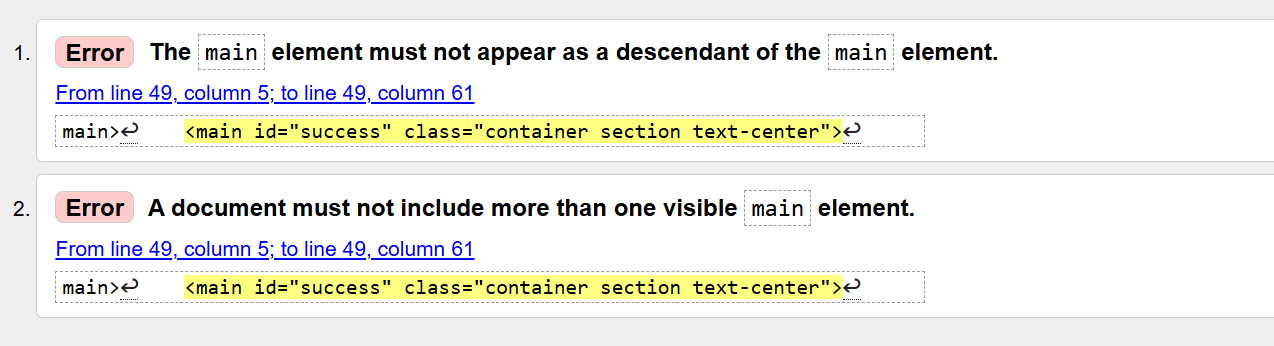 1. Error The main element must not appear as a descendant of the main element.
From line 49, column 5; to line 49, column 61
main>↩ <main id="success" class="container section text-center">↩
2. Error A document must not include more than one visible main element.
From line 49, column 5; to line 49, column 61
main>↩ <main id="success" class="container section text-center">↩